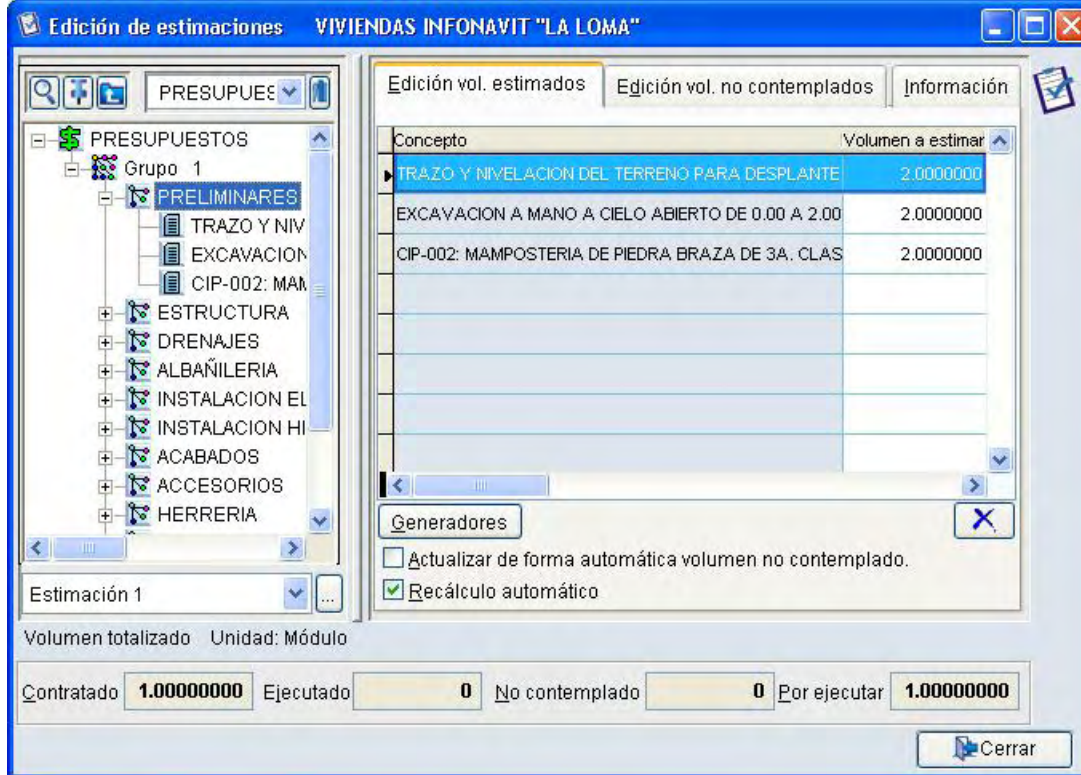 Edición de estimaciones VIVIENDAS INFONAVIT "LA LOMA"
PRESUPUES
PRESUPUESTOS
Grupo 1
PRELIMINARES
TRAZO Y NIV
EXCAVACION
CIP-002: MAM
ESTRUCTURA
DRENAJES
ALBAÑILERIA
INSTALACION EL
INSTALACION HI
ACABADOS
ACCESORIOS
HERRERIA
Estimación 1
...
Edición vol. estimados
Edición vol. no contemplados
Información
Concepto Volumen a estimar
TRAZO Y NIVELACION DEL TERRENO PARA DESPLANTE 2.0000000
EXCAVACION A MANO A CIELO ABIERTO DE 0.00 A 2.00 2.0000000
CIP-002: MAMPOSTERIA DE PIEDRA BRAZA DE 3A. CLAS 2.0000000
Generadores
Actualizar de forma automática volumen no contemplado.
Recálculo automático
Volumen totalizado Unidad: Módulo
Contratado 1.00000000 Ejecutado 0 No contemplado 0 Por ejecutar 1.00000000
Cerrar